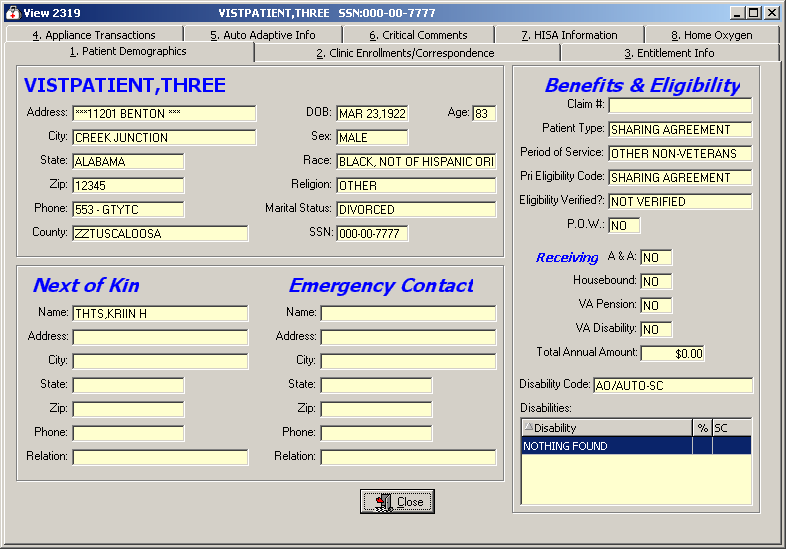 View 2319 VISTPATIENT,THREE SSN:000-00-7777
4. Appliance Transactions 5. Auto Adaptive Info 6. Critical Comments 7. HISA Information 8. Home Oxygen
1. Patient Demographics 2. Clinic Enrollments/Correspondence 3. Entitlement Info
VISTPATIENT,THREE
Address: ***11201 BENTON *** DOB: MAR 23,1922 Age: 83
City: CREEK JUNCTION Sex: MALE
State: ALABAMA Race: BLACK, NOT OF HISPANIC ORI
Zip: 12345 Religion: OTHER
Phone: 553 - GTYTC Marital Status: DIVORCED
County: ZZTUSCALOOSA SSN: 000-00-7777
Next of Kin
Name: THTS,KRIIN H
Address:
City:
State:
Zip:
Phone:
Relation:
Emergency Contact
Name:
Address:
City:
State:
Zip:
Phone:
Relation:
Benefits & Eligibility
Claim #:
Patient Type: SHARING AGREEMENT
Period of Service: OTHER NON-VETERANS
Pri Eligibility Code: SHARING AGREEMENT
Eligibility Verified?: NOT VERIFIED
P.O.W.: NO
Receiving A & A: NO
Housebound: NO
VA Pension: NO
VA Disability: NO
Total Annual Amount: $0.00
Disability Code: AO/AUTO-SC
Disabilities:
Disability % SC
NOTHING FOUND
Close